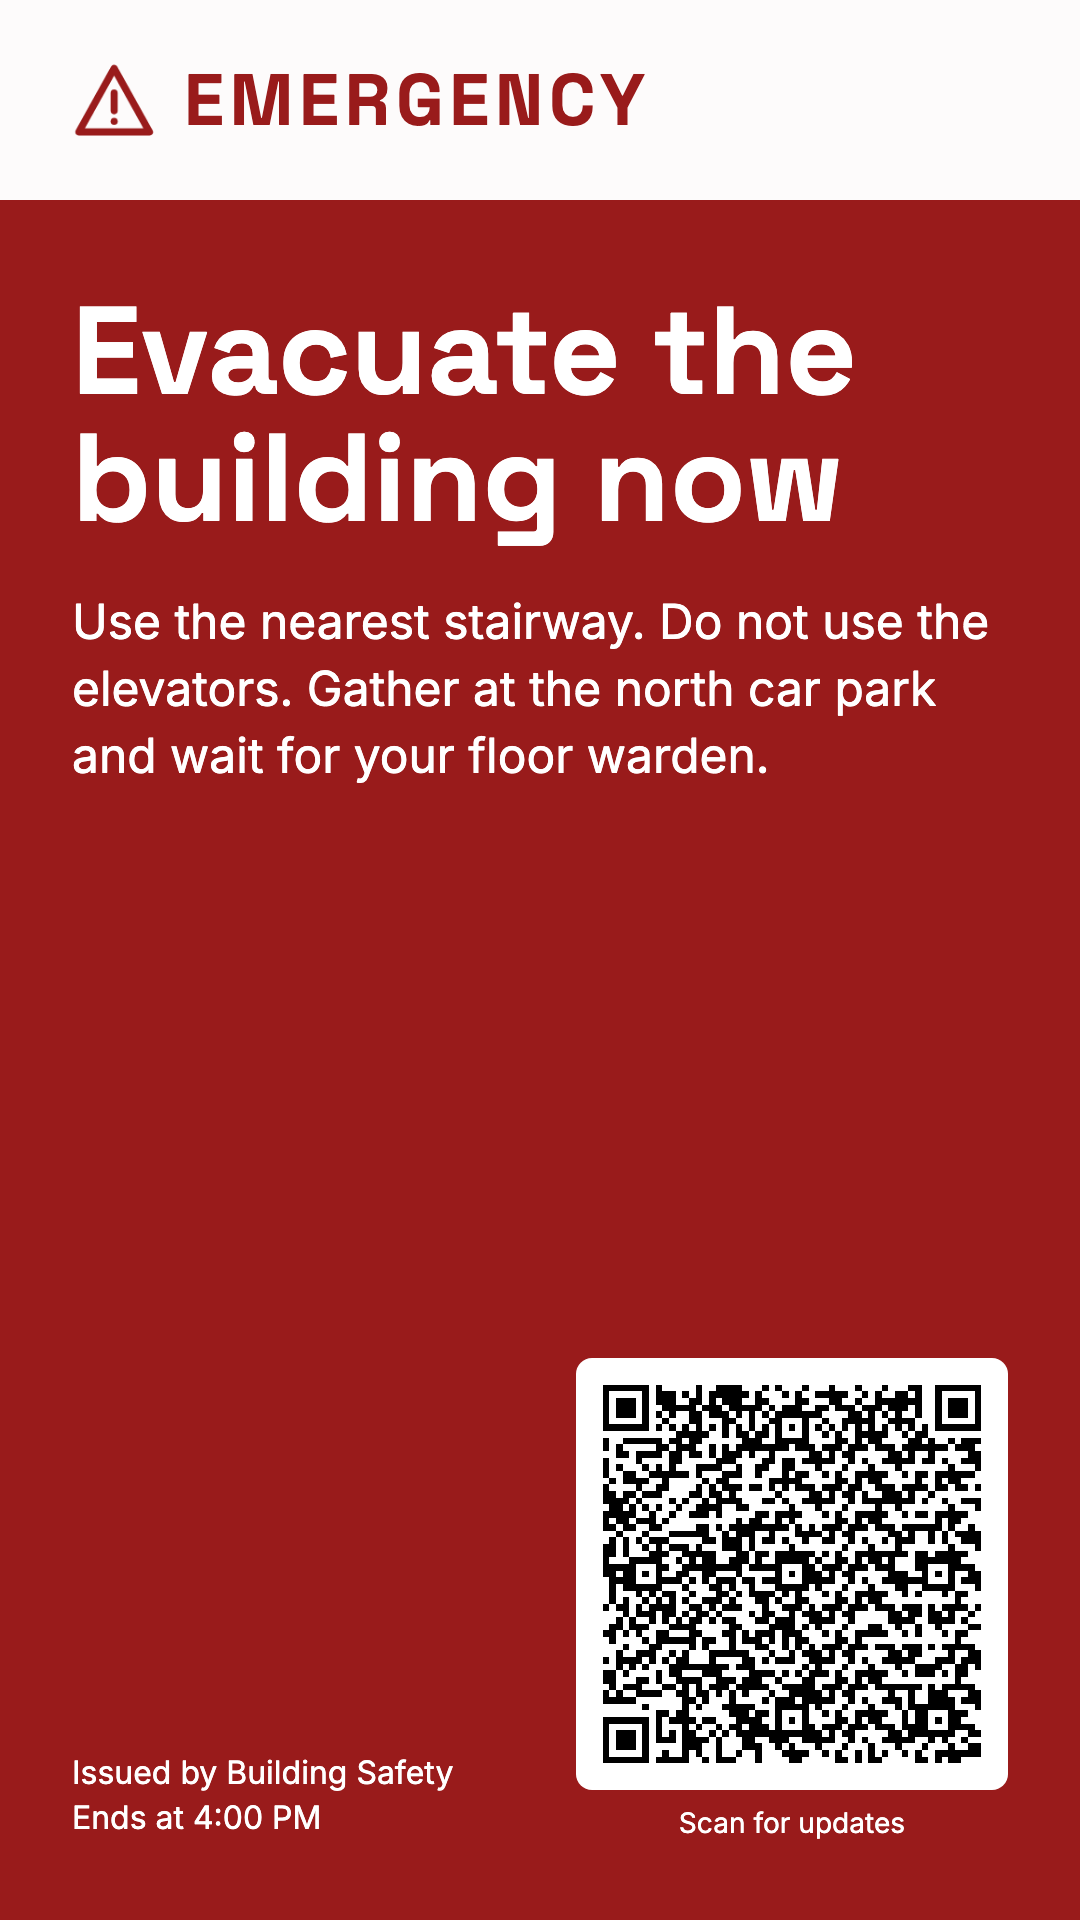 EMERGENCY
Evacuate the
building now
Use the nearest stairway. Do not use the
elevators. Gather at the north car park
and wait for your floor warden.
Issued by Building Safety
Ends at 4:00 PM
Scan for updates